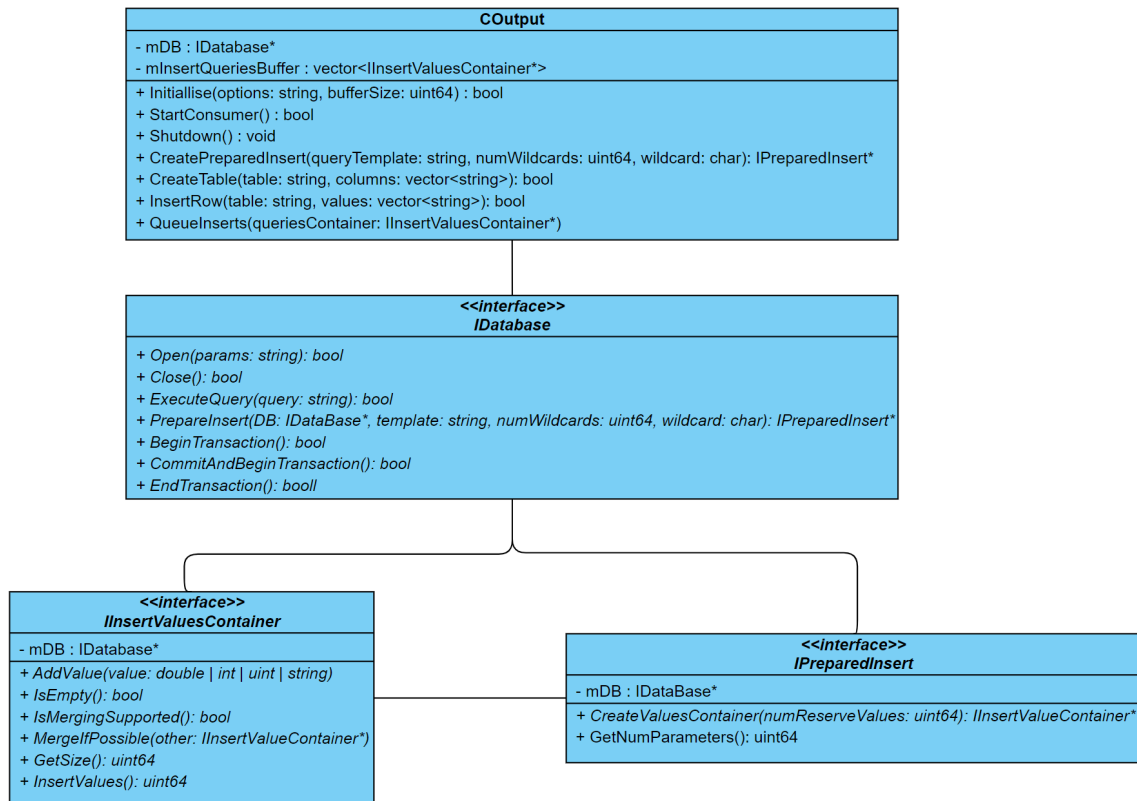 COutput
- mDB : IDatabase*
- mInsertQueriesBuffer : vector<IInsertValuesContainer*>
+ Initiallise(options: string, bufferSize: uint64) : bool
+ StartConsumer() : bool
+ Shutdown() : void
+ CreatePreparedInsert(queryTemplate: string, numWildcards: uint64, wildcard: char): IPreparedInsert*
+ CreateTable(table: string, columns: vector<string>): bool
+ InsertRow(table: string, values: vector<string>): bool
+ QueueInserts(queriesContainer: IInsertValuesContainer*)
<<interface>>
IDatabase
+ Open(params: string): bool
+ Close(): bool
+ ExecuteQuery(query: string): bool
+ PrepareInsert(DB: IDataBase*, template: string, numWildcards: uint64, wildcard: char): IPreparedInsert*
+ BeginTransaction(): bool
+ CommitAndBeginTransaction(): bool
+ EndTransaction(): booll
<<interface>>
IInsertValuesContainer
- mDB : IDatabase*
+ AddValue(value: double | int | uint | string)
+ IsEmpty(): bool
+ IsMergingSupported(): bool
+ MergeIfPossible(other: IInsertValueContainer*)
+ GetSize(): uint64
+ InsertValues(): uint64
<<interface>>
IPreparedInsert
- mDB : IDataBase*
+ CreateValuesContainer(numReserveValues: uint64): IInsertValueContainer*
+ GetNumParameters(): uint64